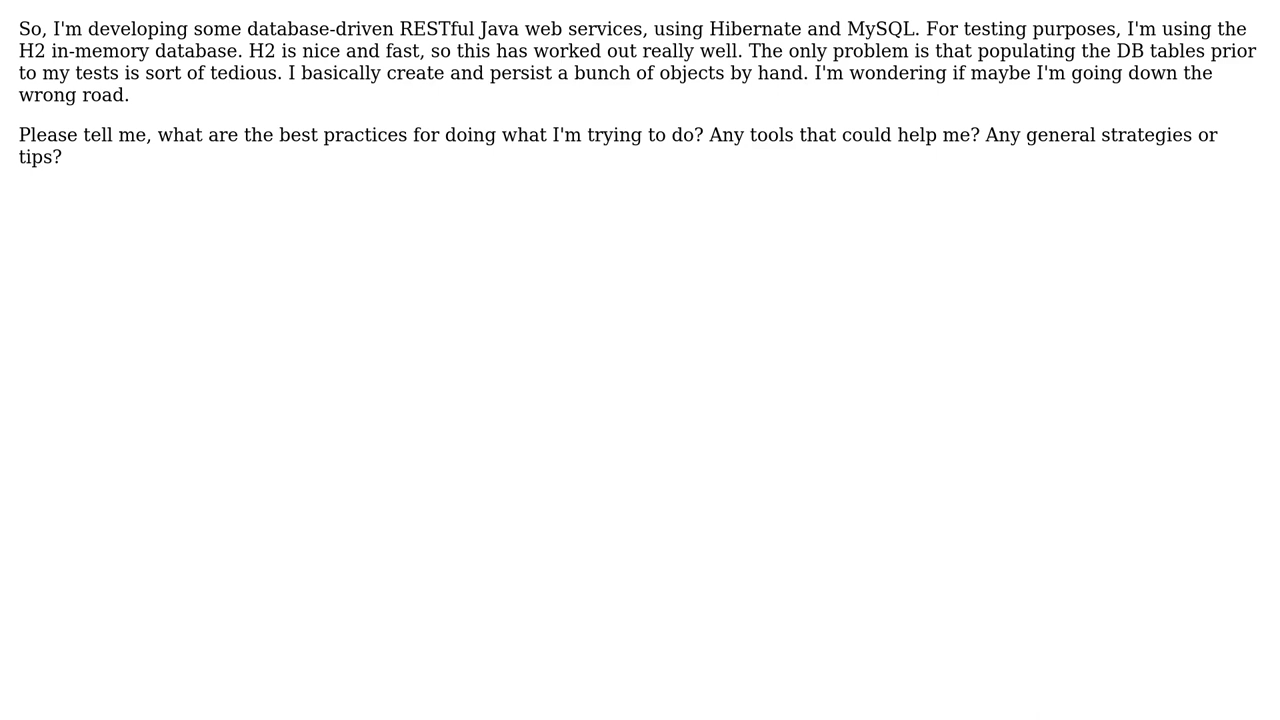 So, I'm developing some database-driven RESTful Java web services, using Hibernate and MySQL. For testing purposes, I'm using the
H2 in-memory database. H2 is nice and fast, so this has worked out really well. The only problem is that populating the DB tables prior
to my tests is sort of tedious. I basically create and persist a bunch of objects by hand. I'm wondering if maybe I'm going down the
wrong road.
Please tell me, what are the best practices for doing what I'm trying to do? Any tools that could help me? Any general strategies or
tips?